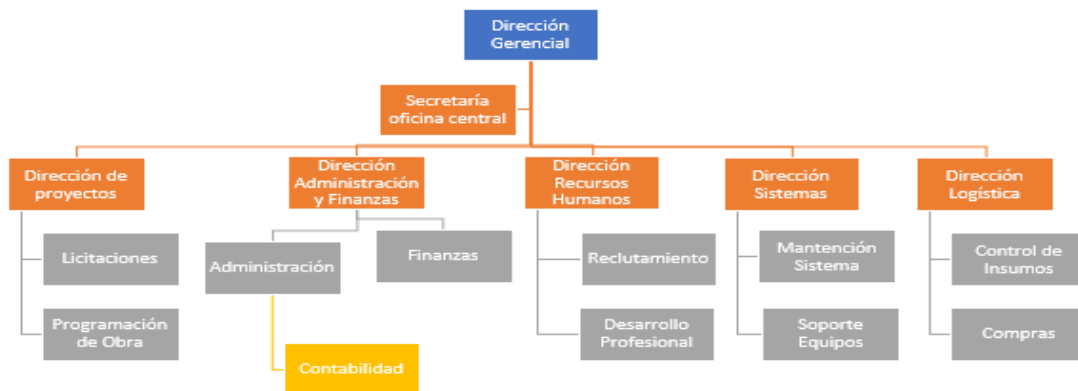 Dirección
Gerencial
Secretaría
oficina central
Dirección de
proyectos
Dirección
Administración
y Finanzas
Dirección
Recursos
Humanos
Dirección
Sistemas
Dirección
Logística
Licitaciones
Administración
Finanzas
Reclutamiento
Mantención
Sistema
Control de
Insumos
Programación
de Obra
Contabilidad
Desarrollo
Profesional
Soporte
Equipos
Compras